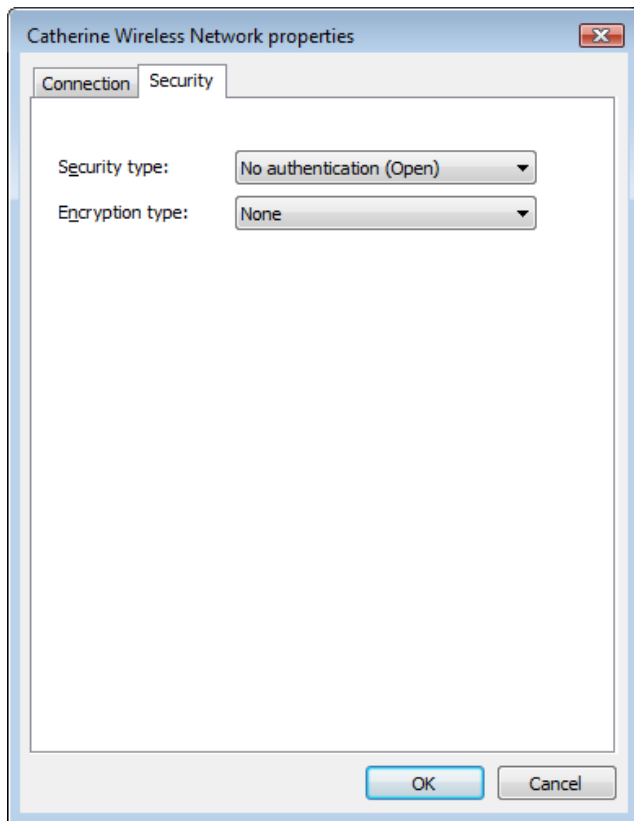 Catherine Wireless Network properties
Connection
Security
Security type:
No authentication (Open)
Encryption type:
None
OK
Cancel